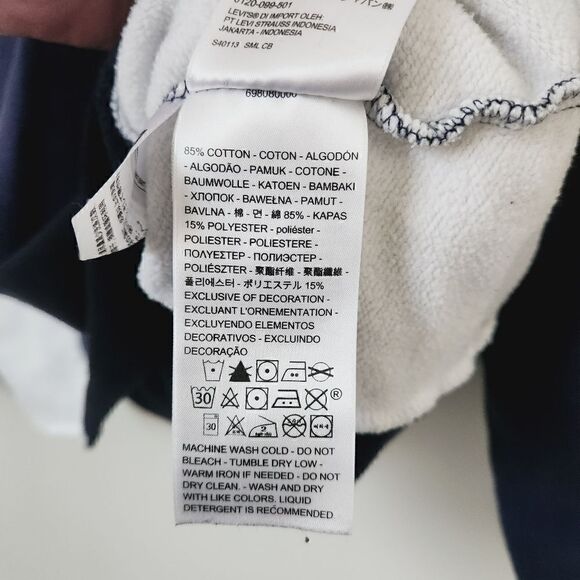 0120-099-501
LEVI'S® DI IMPORT OLEH:
PT LEVI STRAUSS INDONESIA
JAKARTA - INDONESIA
S40113 SML CB
698080000
85% COTTON - COTON - ALGODÓN
- ALGODÃO - PAMUK - COTONE -
BAUMWOLLE - KATOEN - BAMBAKI
- ХЛОПОК - BAWEŁNA - PAMUT -
BAVLNA - 棉 - 면 - 綿 85% - KAPAS
15% POLYESTER - poliéster -
POLIESTER - POLIESTERE -
ΠΟΛΥΕΣΤΕΡ - ПОЛИЭСТЕР -
POLIÉSZTER - 聚酯纤维 - 聚酯纖維 -
폴리에스터 - ポリエステル 15%
EXCLUSIVE OF DECORATION -
EXCLUANT L'ORNEMENTATION -
EXCLUYENDO ELEMENTOS
DECORATIVOS - EXCLUINDO
DECORAÇÃO
30 ®
30
MACHINE WASH COLD - DO NOT
BLEACH - TUMBLE DRY LOW -
WARM IRON IF NEEDED - DO NOT
DRY CLEAN. - WASH AND DRY
WITH LIKE COLORS. LIQUID
DETERGENT IS RECOMMENDED.